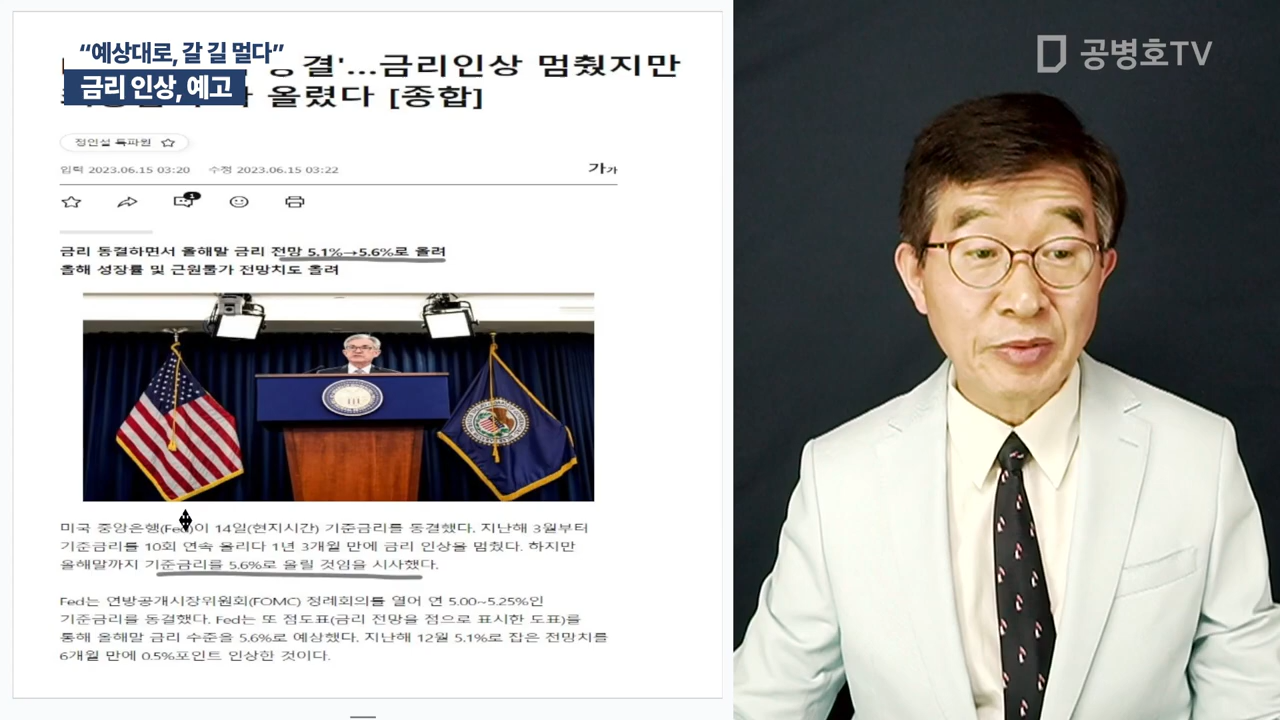 “예상대로, 갈 길 멀다”
금리 인상, 예고
결'...금리인상 멈췄지만
올렸다 [종합]
정인설 특파원
입력 2023.06.15 03:20 수정 2023.06.15 03:22
가가
1
금리 동결하면서 올해말 금리 전망 5.1%→5.6%로 올려
올해 성장률 및 근원물가 전망치도 올려
미국 중앙은행(Fed)이 14일(현지시간) 기준금리를 동결했다. 지난해 3월부터
기준금리를 10회 연속 올리다 1년 3개월 만에 금리 인상을 멈췄다. 하지만
올해말까지 기준금리를 5.6%로 올릴 것임을 시사했다.
Fed는 연방공개시장위원회(FOMC) 정례회의를 열어 연 5.00~5.25%인
기준금리를 동결했다. Fed는 또 점도표(금리 전망을 점으로 표시한 도표)를
통해 올해말 금리 수준을 5.6%로 예상했다. 지난해 12월 5.1%로 잡은 전망치를
6개월 만에 0.5%포인트 인상한 것이다.
공병호TV